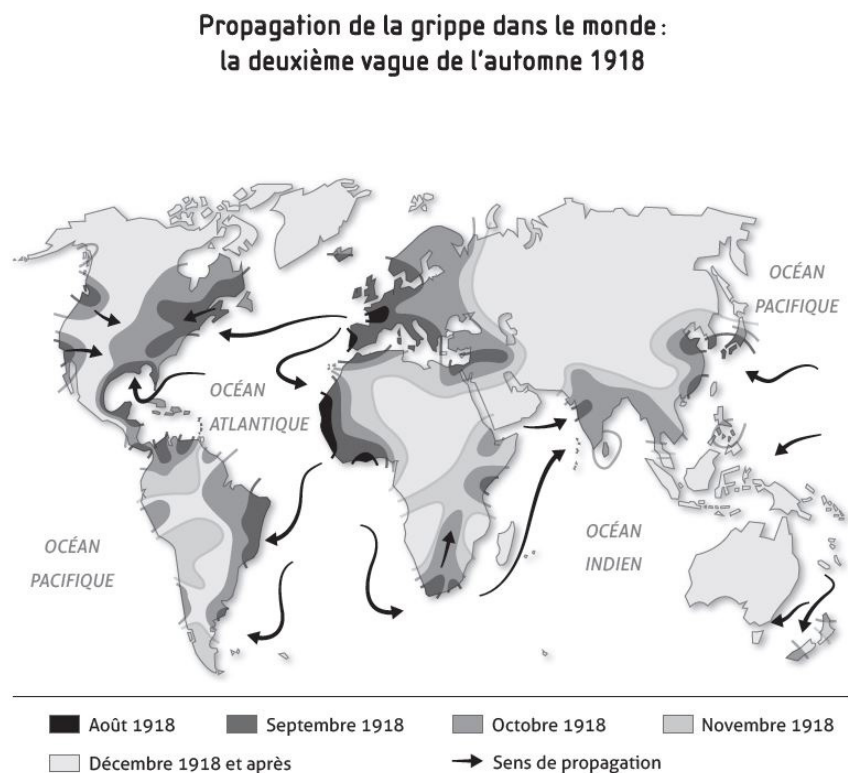 Propagation de la grippe dans le monde :
la deuxième vague de l'automne 1918
OCÉAN
PACIFIQUE
OCÉAN
ATLANTIQUE
OCÉAN
PACIFIQUE
OCÉAN
INDIEN
Août 1918
Septembre 1918
Octobre 1918
Novembre 1918
Décembre 1918 et après
Sens de propagation